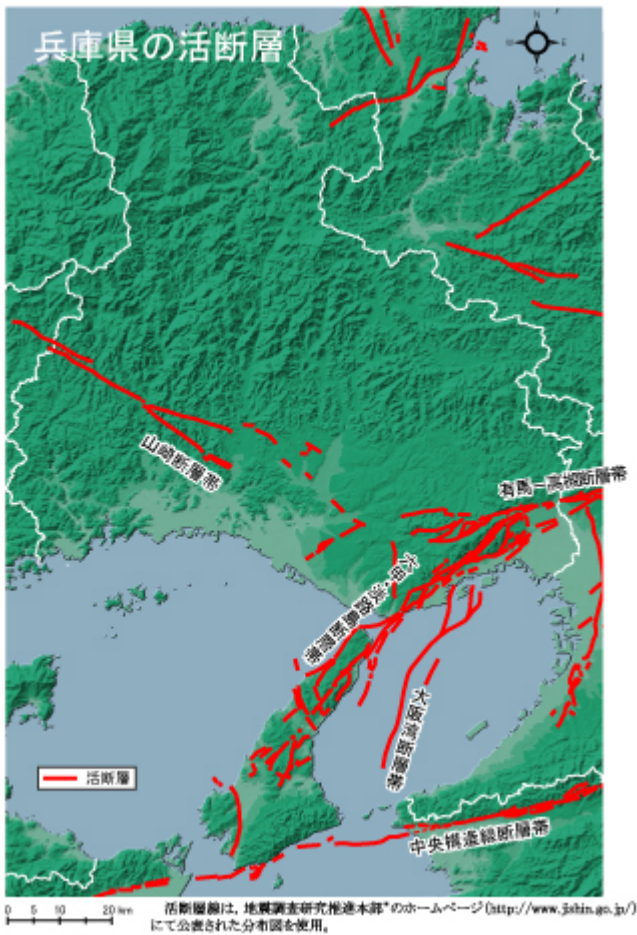 兵庫県の活断層
N
W
E
S
山崎断層帯
有馬－高槻断層帯
六甲・淡路島断層帯
大阪湾断層帯
活断層
中央構造線断層帯
0 5 10 20 km
活断層線は，地震調査研究推進本部*のホームページ(http://www.jishin.go.jp/)
にて公表された分布図を使用。